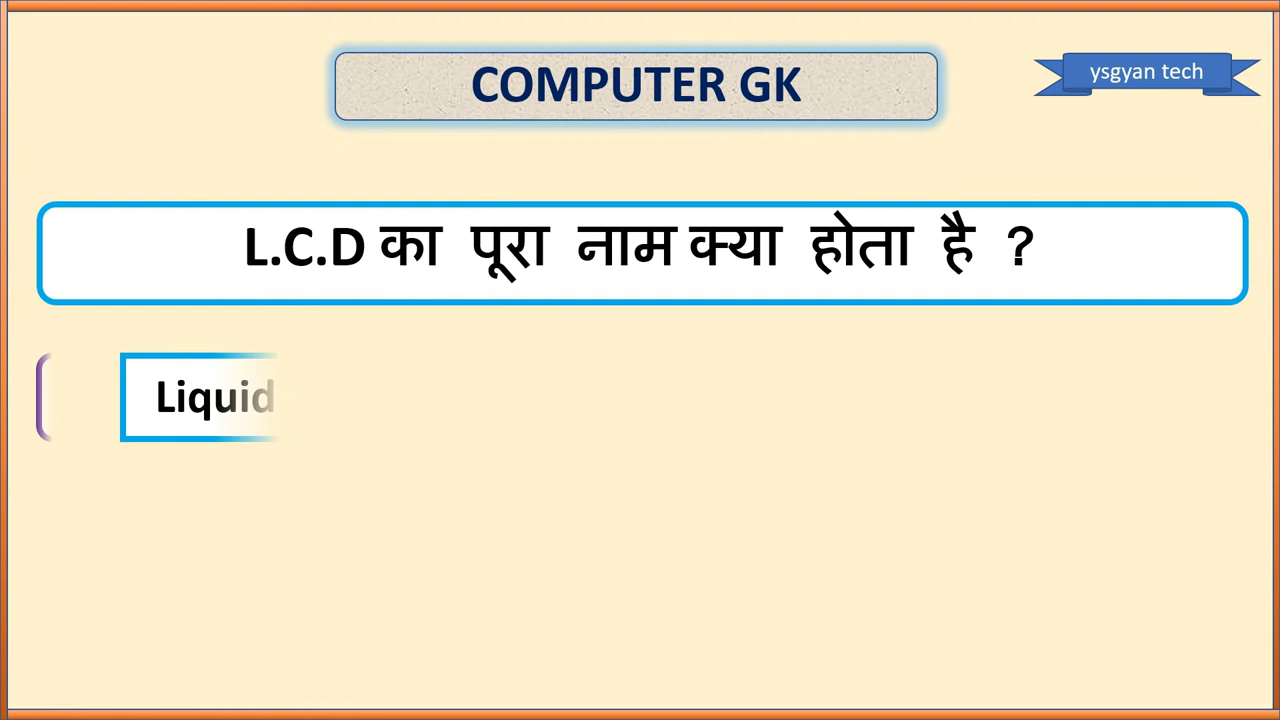 COMPUTER GK
ysgyan tech
L.C.D का पूरा नाम क्या होता है ?
Liquid